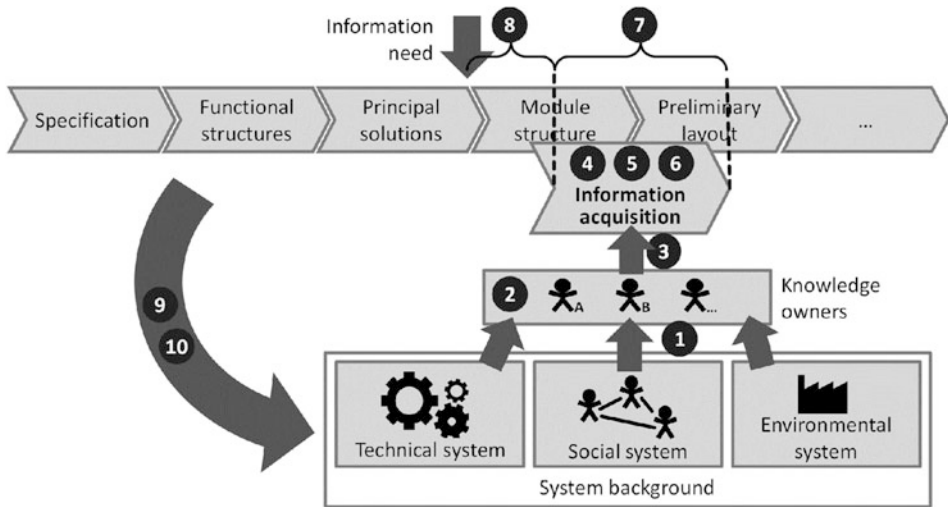 Information
need
8
7
Specification
Functional
structures
Principal
solutions
Module
structure
Preliminary
layout
...
4 5 6
Information
acquisition
3
2
A
B
...
Knowledge
owners
9
10
1
Technical system
Social system
Environmental
system
System background